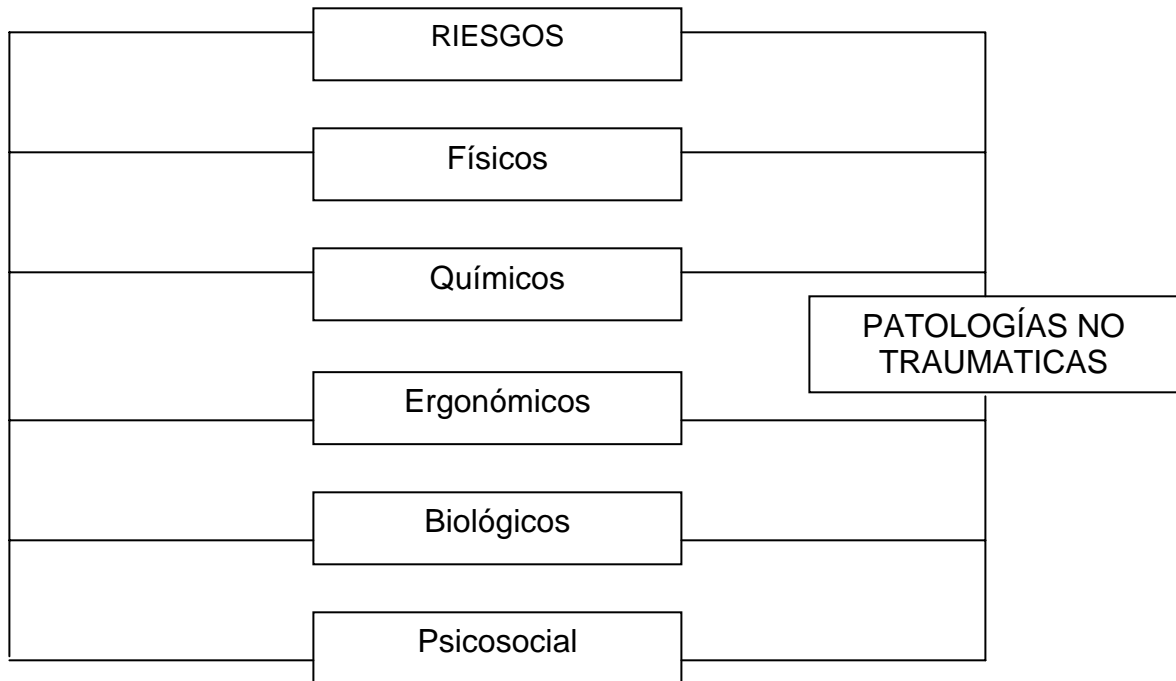 RIESGOS
Físicos
Químicos
PATOLOGÍAS NO
TRAUMATICAS
Ergonómicos
Biológicos
Psicosocial